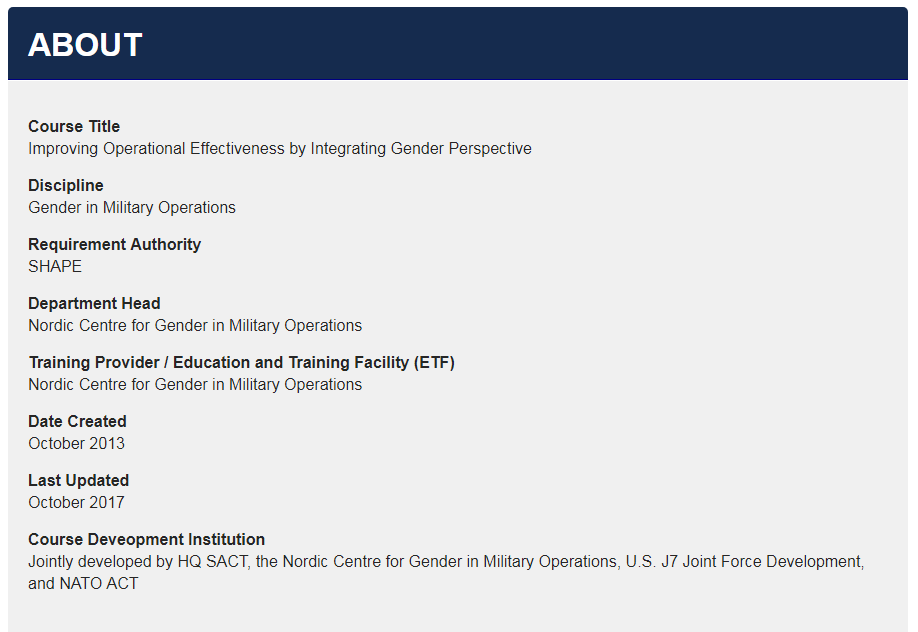 ABOUT
Course Title
Improving Operational Effectiveness by Integrating Gender Perspective
Discipline
Gender in Military Operations
Requirement Authority
SHAPE
Department Head
Nordic Centre for Gender in Military Operations
Training Provider / Education and Training Facility (ETF)
Nordic Centre for Gender in Military Operations
Date Created
October 2013
Last Updated
October 2017
Course Deveopment Institution
Jointly developed by HQ SACT, the Nordic Centre for Gender in Military Operations, U.S. J7 Joint Force Development,
and NATO ACT